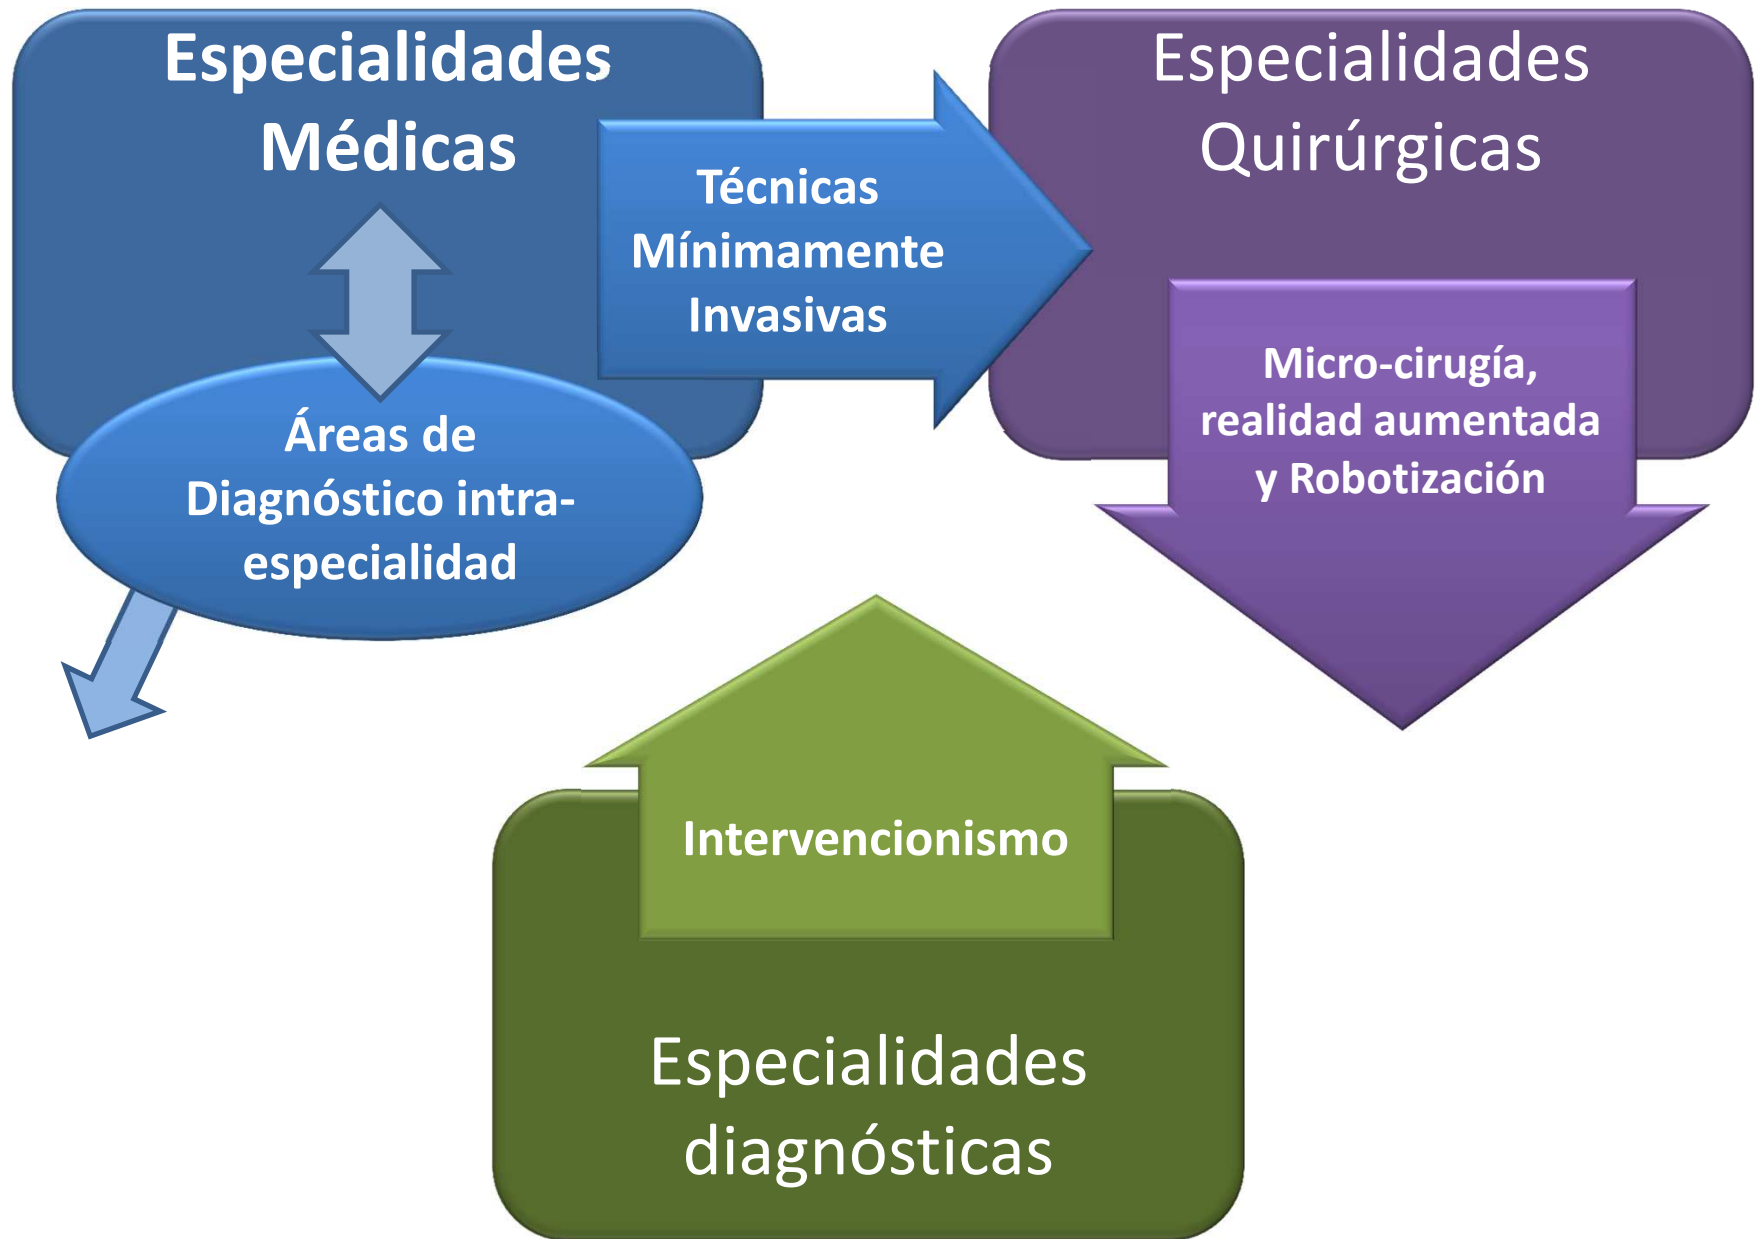 Especialidades
Médicas
Técnicas
Mínimamente
Invasivas
Áreas de
Diagnóstico intra-
especialidad
Especialidades
Quirúrgicas
Micro-cirugía,
realidad aumentada
y Robotización
Intervencionismo
Especialidades
diagnósticas